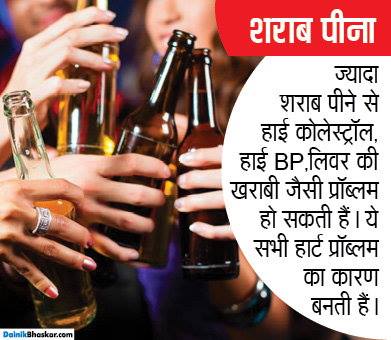 शराब पीना
ज्यादा
शराब पीने से
हाई कोलेस्ट्रॉल,
हाई BP,लिवर की
खराबी जैसी प्रॉब्लम
हो सकती हैं। ये
सभी हार्ट प्रॉब्लम
का कारण
बनती हैं।
DainikBhaskar.com